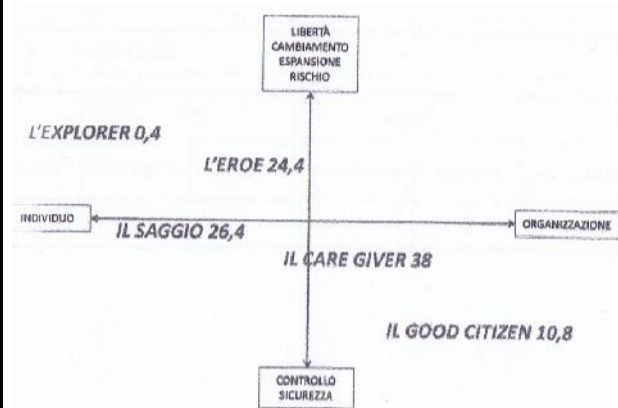 LIBERTÀ
CAMBIAMENTO
ESPANSIONE
RISCHIO
L'EXPLORER 0,4
L'EROE 24,4
INDIVIDUO
ORGANIZZAZIONE
IL SAGGIO 26,4
IL CARE GIVER 38
IL GOOD CITIZEN 10,8
CONTROLLO
SICUREZZA